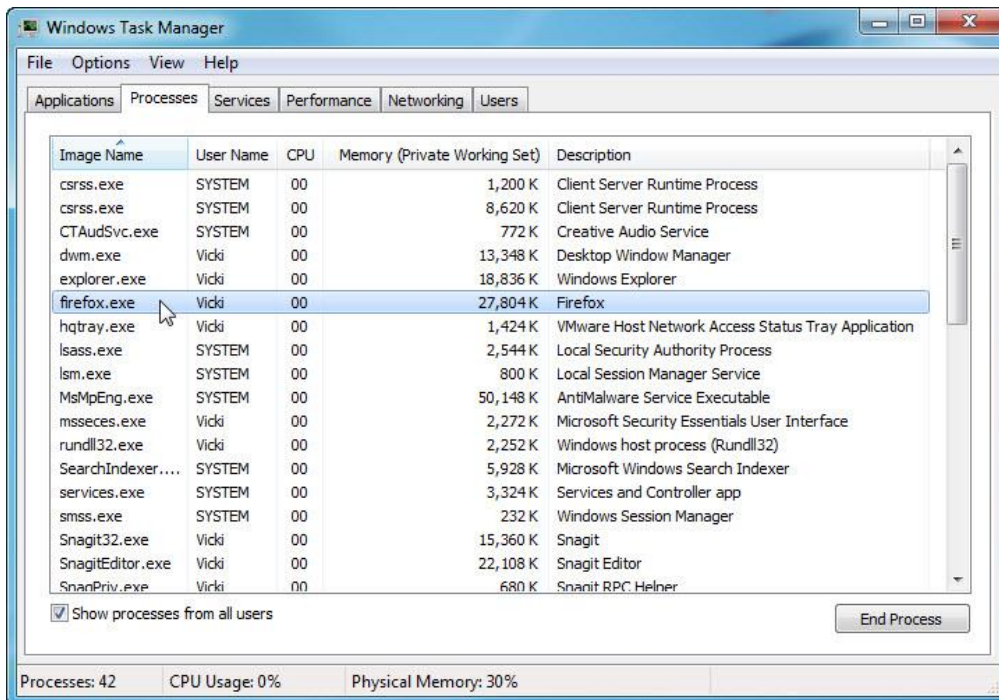 Windows Task Manager
File Options View Help
Applications Processes Services Performance Networking Users
Image Name User Name CPU Memory (Private Working Set) Description
csrss.exe SYSTEM 00 1,200 K Client Server Runtime Process
csrss.exe SYSTEM 00 8,620 K Client Server Runtime Process
CTAudSvc.exe SYSTEM 00 772 K Creative Audio Service
dwm.exe Vicki 00 13,348 K Desktop Window Manager
explorer.exe Vicki 00 18,836 K Windows Explorer
firefox.exe Vicki 00 27,804 K Firefox
hqtray.exe Vicki 00 1,424 K VMware Host Network Access Status Tray Application
lsass.exe SYSTEM 00 2,544 K Local Security Authority Process
lsm.exe SYSTEM 00 800 K Local Session Manager Service
MsMpEng.exe SYSTEM 00 50,148 K AntiMalware Service Executable
msseces.exe Vicki 00 2,272 K Microsoft Security Essentials User Interface
rundll32.exe Vicki 00 2,252 K Windows host process (Rundll32)
SearchIndexer.... SYSTEM 00 5,928 K Microsoft Windows Search Indexer
services.exe SYSTEM 00 3,324 K Services and Controller app
smss.exe SYSTEM 00 232 K Windows Session Manager
Snagit32.exe Vicki 00 15,360 K Snagit
SnagitEditor.exe Vicki 00 22,108 K Snagit Editor
SnagPriv.exe Vicki 00 680 K Snagit RPC Helper
Show processes from all users
End Process
Processes: 42 CPU Usage: 0% Physical Memory: 30%